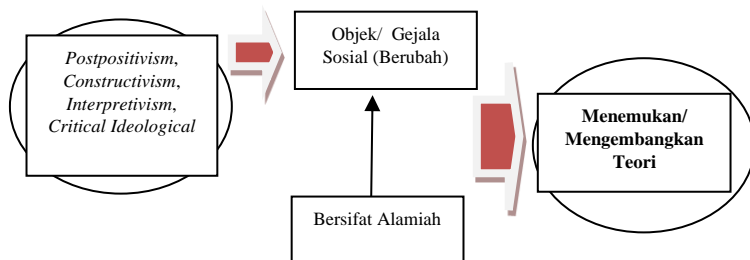 Postpositivism,
Constructivism,
Interpretivism,
Critical Ideological
Objek/ Gejala
Sosial (Berubah)
Bersifat Alamiah
Menemukan/
Mengembangkan
Teori